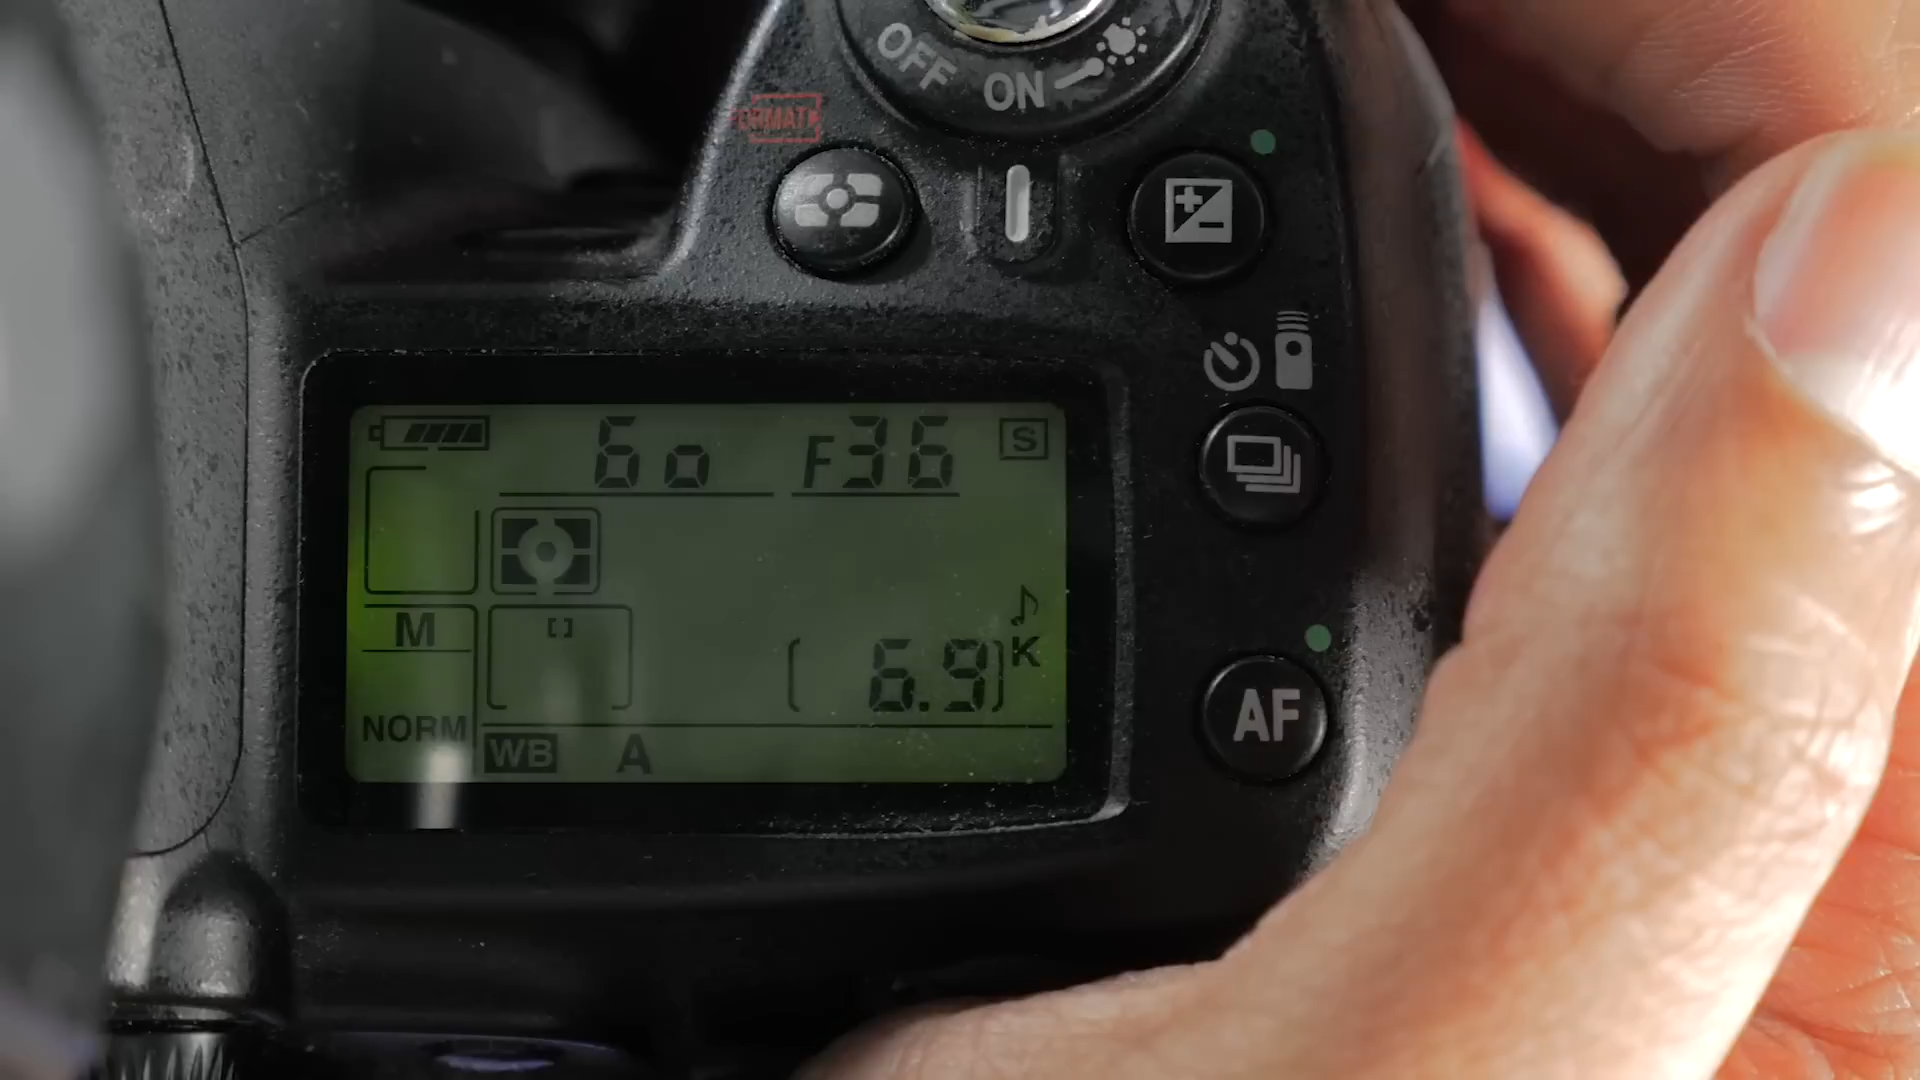 OFF ON
FORMAT
60 F36 S
M
[ ]
(6.9) K
NORM
WB A
AF